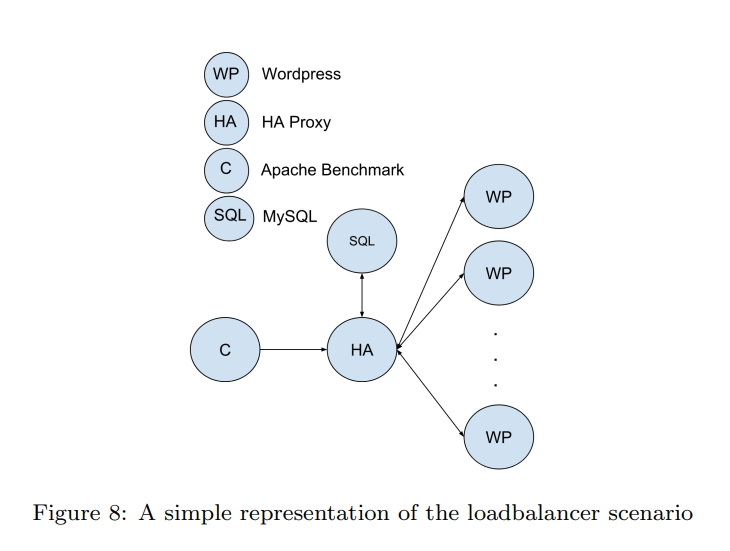 WP Wordpress
HA HA Proxy
C Apache Benchmark
SQL MySQL
SQL
WP
WP
C
HA
.
.
.
WP
Figure 8: A simple representation of the loadbalancer scenario